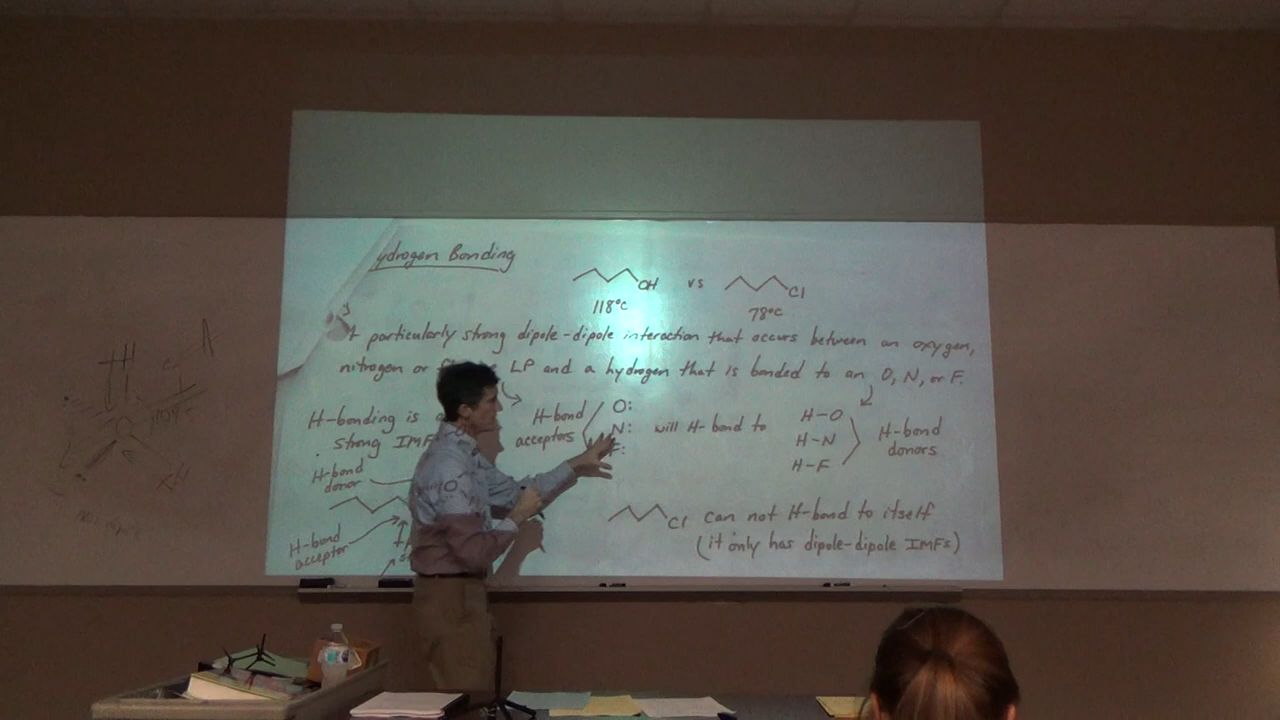 ydrogen Bonding
OH vs Cl
118°C 78°C
A particularly strong dipole-dipole interaction that occurs between an oxygen,
nitrogen or LP and a hydrogen that is bonded to an O, N, or F.
H-bonding is a
strong IMF
H-bond
acceptors
O:
N:
F:
will H-bond to
H-O
H-N
H-F
H-bond
donors
H-bond
donor
H-bond
acceptor
Cl can not H-bond to itself
(it only has dipole-dipole IMFs)